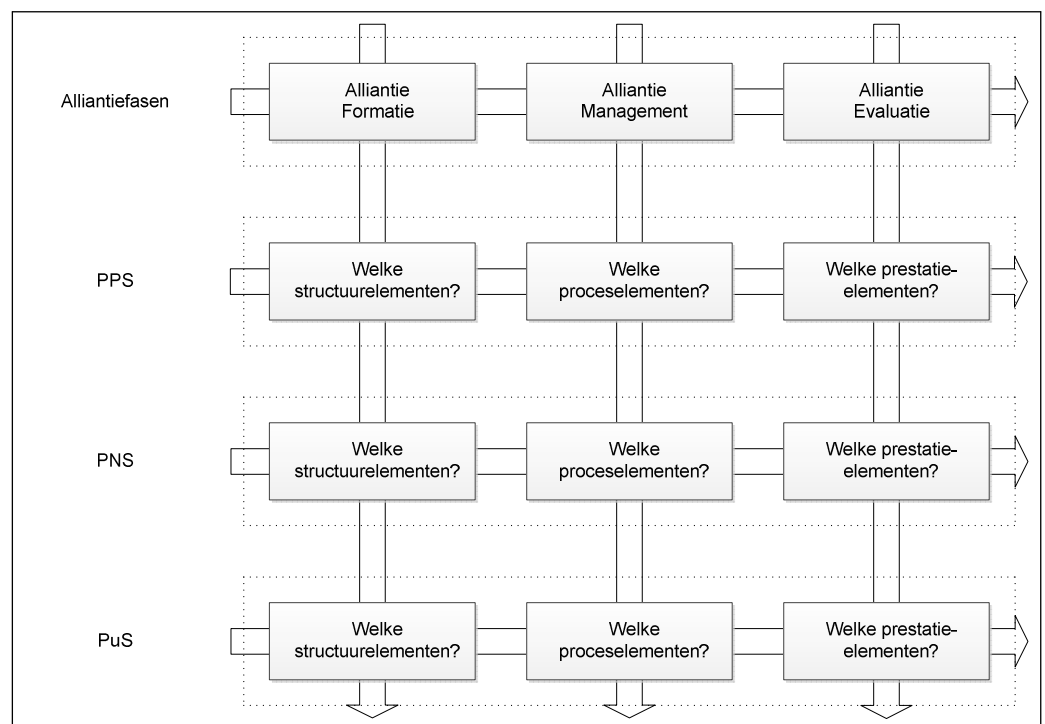 Alliantiefasen
Alliantie
Formatie
Alliantie
Management
Alliantie
Evaluatie
PPS
Welke
structuurelementen?
Welke
proceselementen?
Welke prestatie-
elementen?
PNS
Welke
structuurelementen?
Welke
proceselementen?
Welke prestatie-
elementen?
PuS
Welke
structuurelementen?
Welke
proceselementen?
Welke prestatie-
elementen?